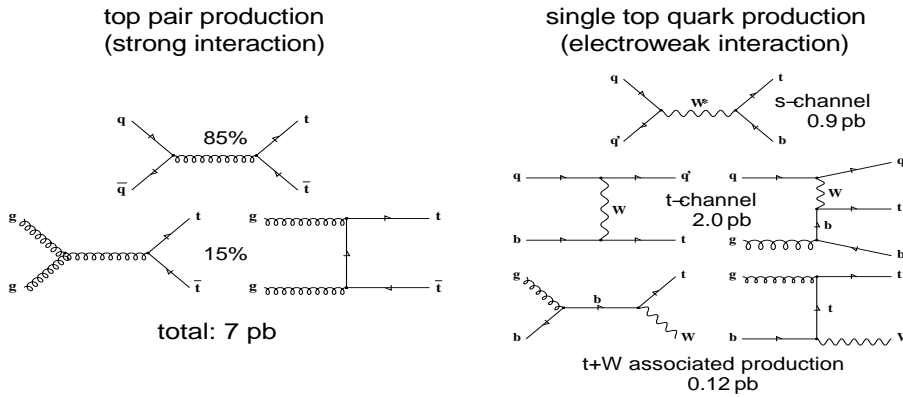 top pair production
(strong interaction)
q
85%
t
q̅
t̅
g
t
g
t
15%
g
t̅
g
t̅
total: 7 pb
single top quark production
(electroweak interaction)
q
t
W*
s-channel
0.9 pb
q'
b
q
q'
q
q
W
W
t-channel
2.0 pb
t
b
b
t
g
b
g
t
g
t
b
t
b
W
b
W
t+W associated production
0.12 pb